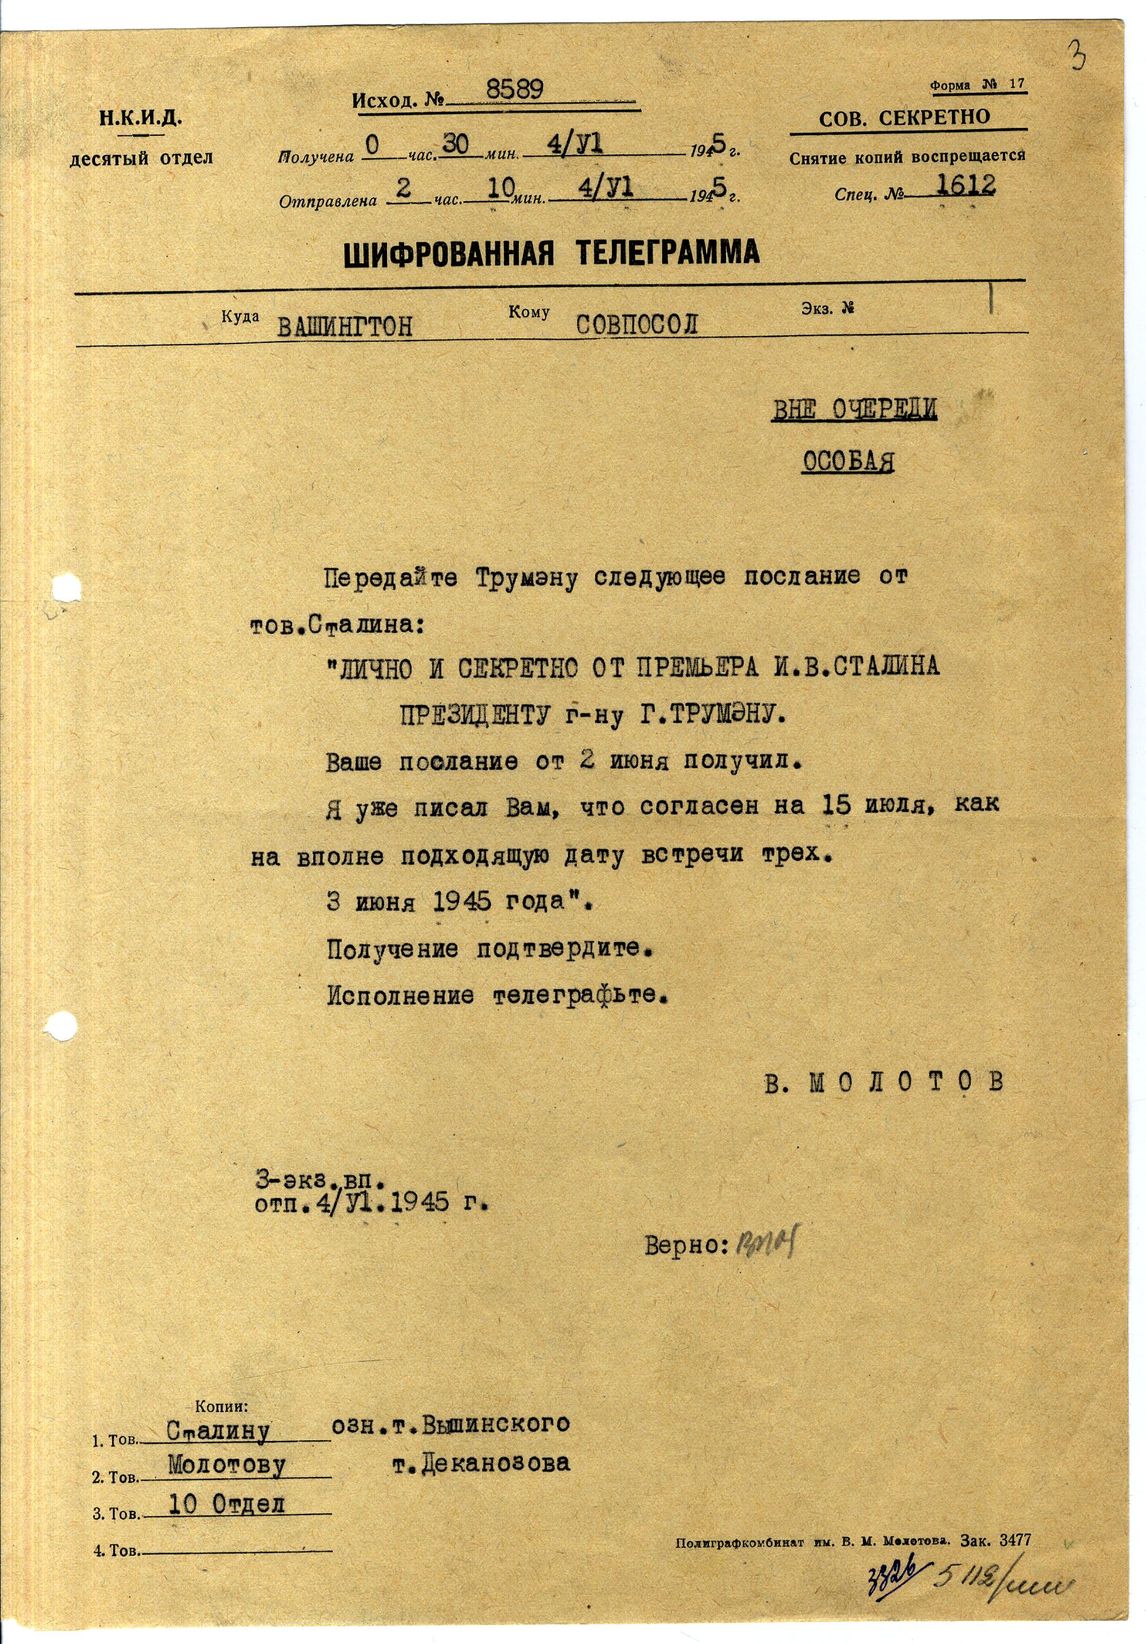 3
Н.К.И.Д.
десятый отдел
Исход. № 8589
Получена 0 час. 30 мин. 4/У1 1945 г.
Отправлена 2 час. 10 мин. 4/У1 1945 г.
Форма № 17
СОВ. СЕКРЕТНО
Снятие копий воспрещается
Спец. № 1612
ШИФРОВАННАЯ ТЕЛЕГРАММА
Куда ВАШИНГТОН Кому СОВПОСОЛ Экз. №
ВНЕ ОЧЕРЕДИ
ОСОБАЯ
Передайте Трумэну следующее послание от
тов.Сталина:
"ЛИЧНО И СЕКРЕТНО ОТ ПРЕМЬЕРА И.В.СТАЛИНА
ПРЕЗИДЕНТУ г-ну Г.ТРУМЭНУ.
Ваше послание от 2 июня получил.
Я уже писал Вам, что согласен на 15 июля, как
на вполне подходящую дату встречи трех.
3 июня 1945 года".
Получение подтвердите.
Исполнение телеграфьте.
В. МОЛОТОВ
3-экз.вп.
отп.4/У1.1945 г.
Верно:
Копии:
1. Тов. Сталину озн.т.Вышинского
2. Тов. Молотову т.Деканозова
3. Тов. 10 Отдел
4. Тов.
Полиграфкомбинат им. В. М. Молотова. Зак. 3477
3326